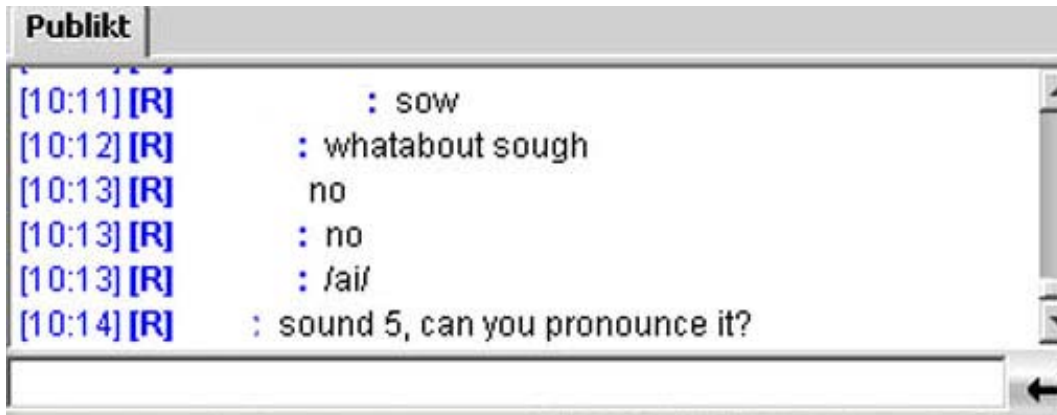 Publikt
[10:11] [R] : sow
[10:12] [R] : whatabout sough
[10:13] [R] no
[10:13] [R] : no
[10:13] [R] : /ai/
[10:14] [R] : sound 5, can you pronounce it?